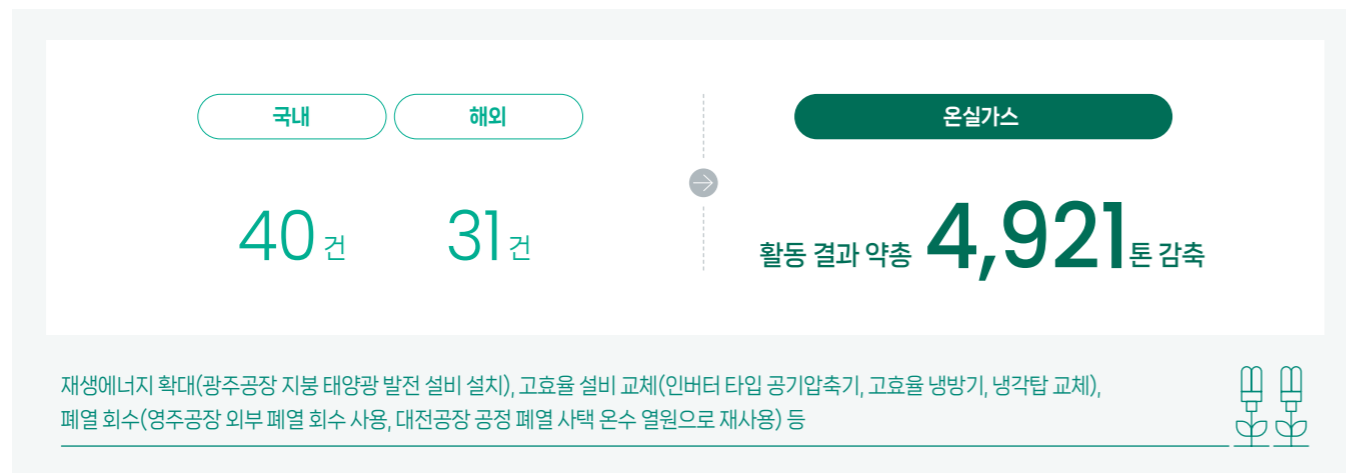 국내 해외 온실가스
40 건 31 건 활동 결과 약총 4,921톤 감축
재생에너지 확대(광주공장 지붕 태양광 발전 설비 설치), 고효율 설비 교체(인버터 타입 공기압축기, 고효율 냉방기, 냉각탑 교체),
폐열 회수(영주공장 외부 폐열 회수 사용, 대전공장 공정 폐열 사택 온수 열원으로 재사용) 등